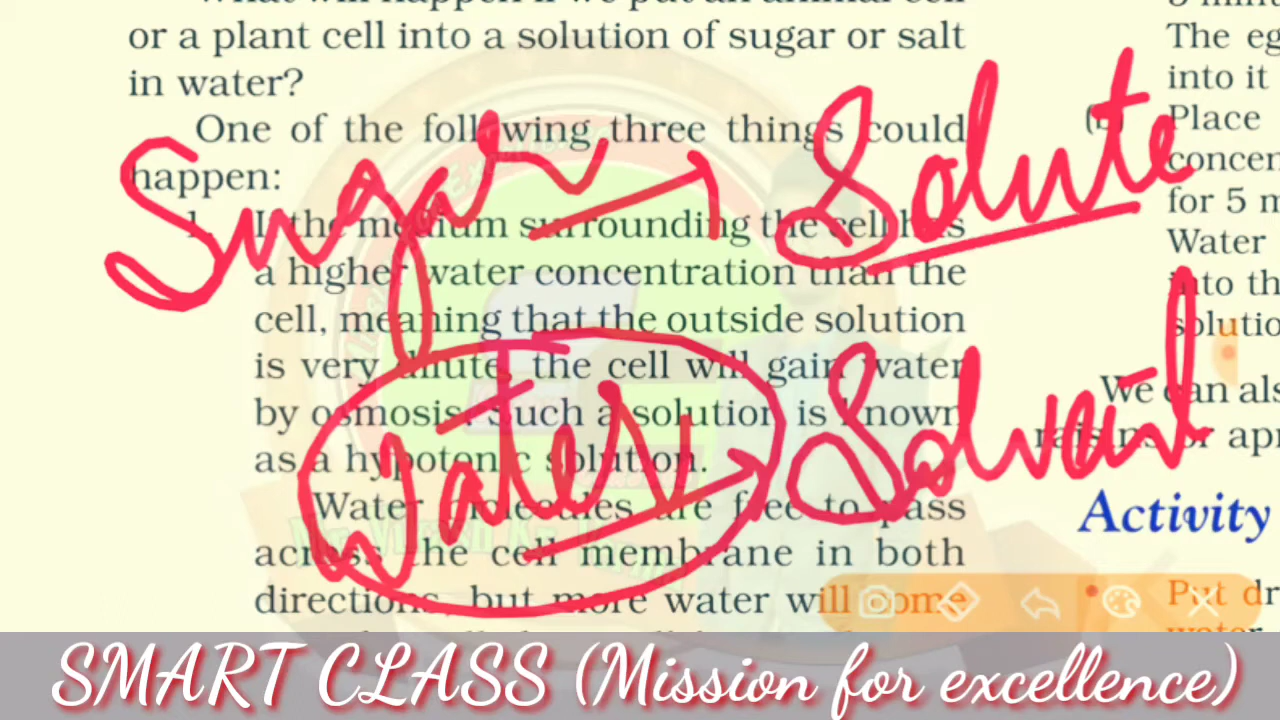 or a plant cell into a solution of sugar or salt
in water?
One of the following three things could
happen:
1. If the medium surrounding the cell has
a higher water concentration than the
cell, meaning that the outside solution
is very dilute, the cell will gain water
by osmosis. Such a solution is known
as a hypotonic solution.
Water molecules are free to pass
across the cell membrane in both
directions, but more water will come
Sugar → Solute
Water → Solvent
The eg
into it
Place
concen
for 5 m
Water
into th
solutio
We can als
raisins or apr
Activity
Put dr
SMART CLASS (Mission for excellence)